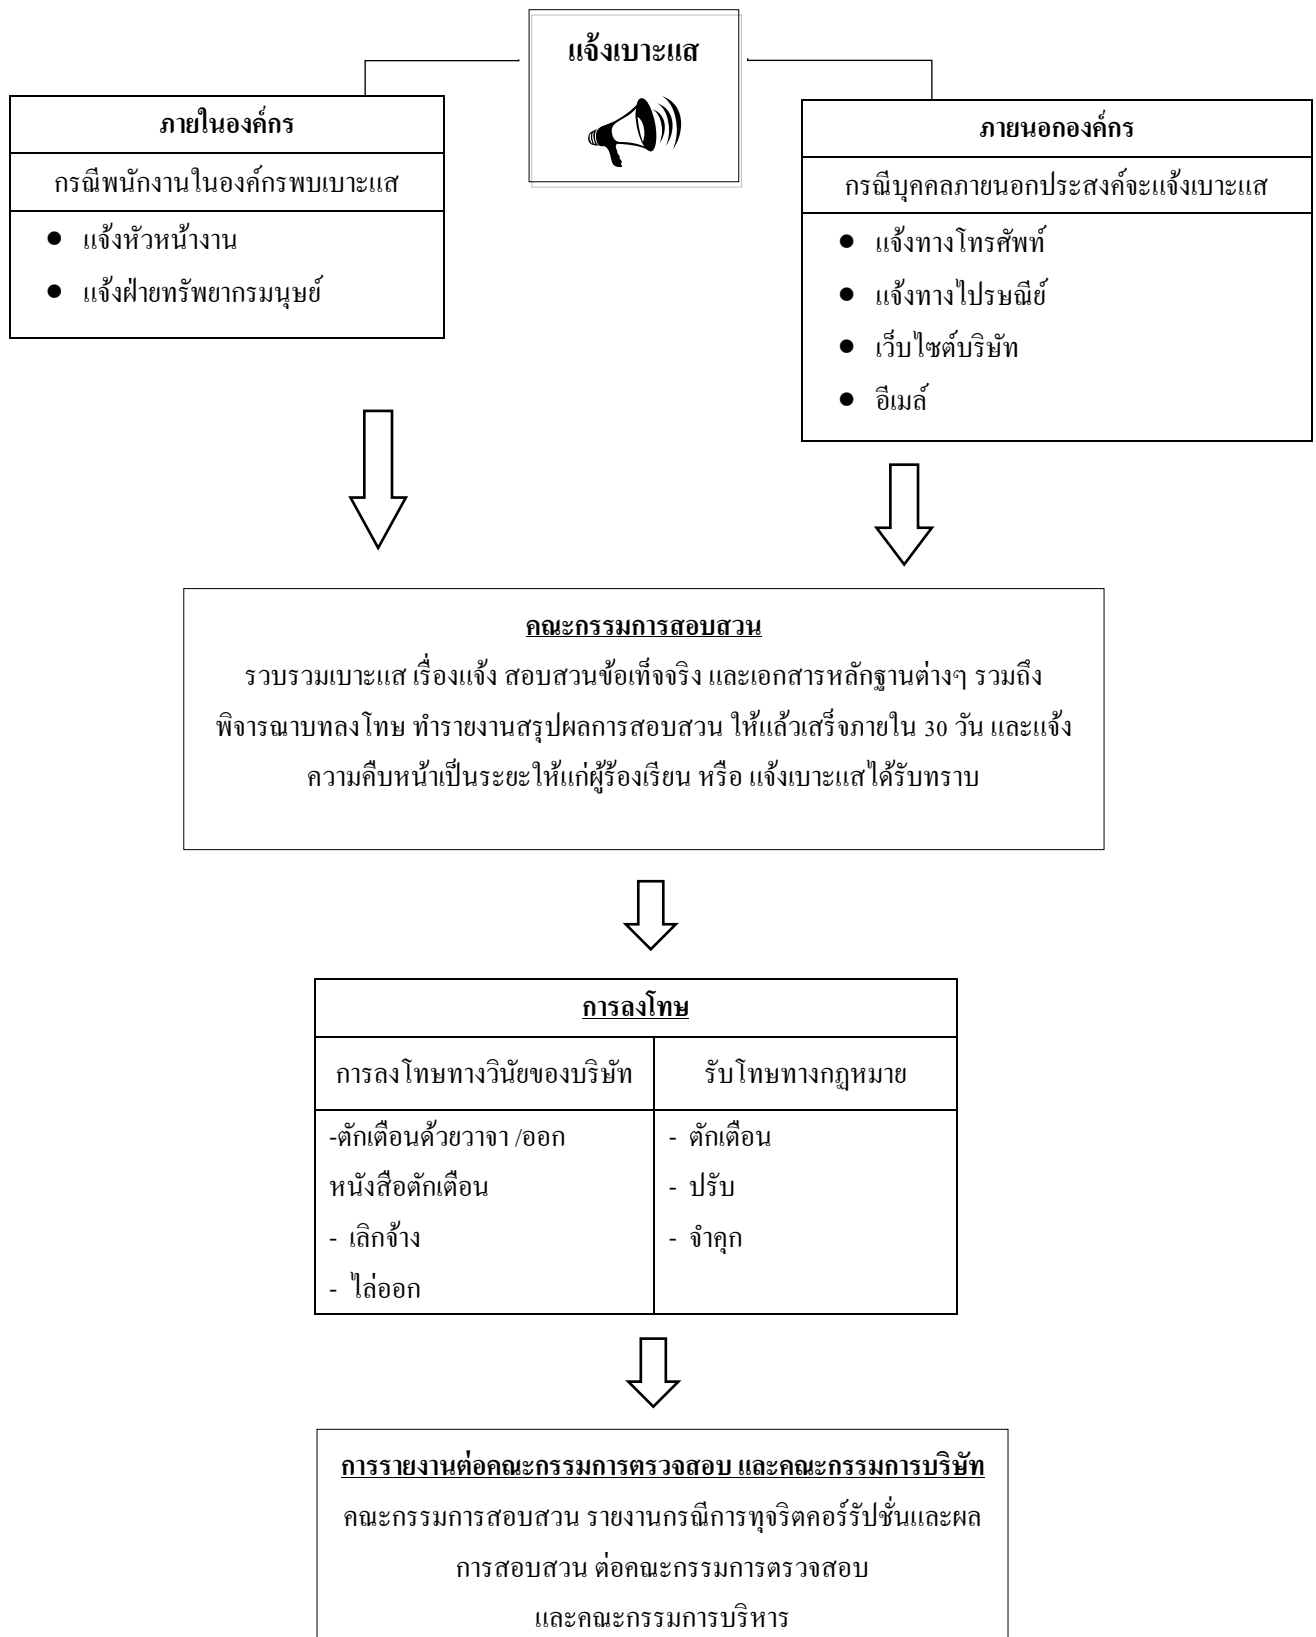 แจ้งเบาะแส
ภายในองค์กร
กรณีพนักงานในองค์กรพบเบาะแส
● แจ้งหัวหน้างาน
● แจ้งฝ่ายทรัพยากรมนุษย์
ภายนอกองค์กร
กรณีบุคคลภายนอกประสงค์จะแจ้งเบาะแส
● แจ้งทางโทรศัพท์
● แจ้งทางไปรษณีย์
● เว็บไซต์บริษัท
● อีเมล์
คณะกรรมการสอบสวน
รวบรวมเบาะแส เรื่องแจ้ง สอบสวนข้อเท็จจริง และเอกสารหลักฐานต่างๆ รวมถึง
พิจารณาบทลงโทษ ทำรายงานสรุปผลการสอบสวน ให้แล้วเสร็จภายใน 30 วัน และแจ้ง
ความคืบหน้าเป็นระยะให้แก่ผู้ร้องเรียน หรือ แจ้งเบาะแสได้รับทราบ
การลงโทษ
การลงโทษทางวินัยของบริษัท
-ตักเตือนด้วยวาจา /ออก
หนังสือตักเตือน
- เลิกจ้าง
- ไล่ออก
รับโทษทางกฎหมาย
- ตักเตือน
- ปรับ
- จำคุก
การรายงานต่อคณะกรรมการตรวจสอบ และคณะกรรมการบริษัท
คณะกรรมการสอบสวน รายงานกรณีการทุจริตคอร์รัปชั่นและผล
การสอบสวน ต่อคณะกรรมการตรวจสอบ
และคณะกรรมการบริหาร